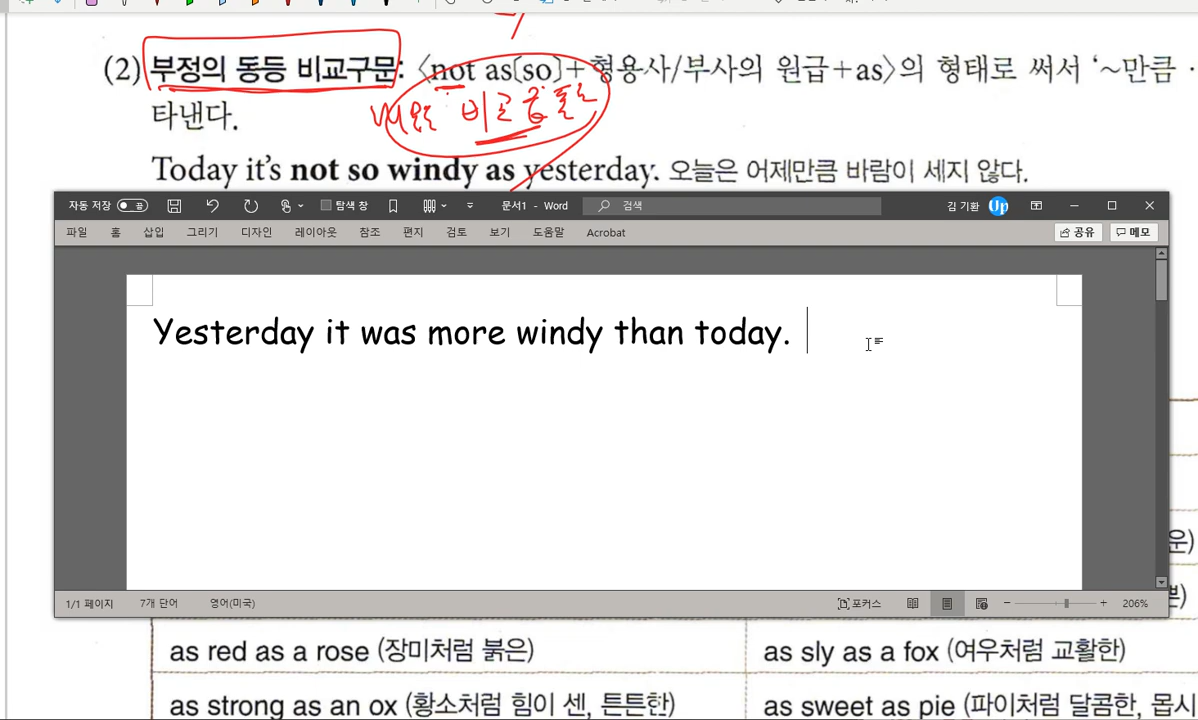 (2) 부정의 동등 비교구문: 〈not as[so]+형용사/부사의 원급+as〉의 형태로 써서 ‘~만큼 ·
비교급
타낸다.
Today it’s not so windy as yesterday. 오늘은 어제만큼 바람이 세지 않다.
자동 저장 끔 탐색 창 문서1 - Word 검색 김 기환
파일 홈 삽입 그리기 디자인 레이아웃 참조 편지 검토 보기 도움말 Acrobat 공유 메모
Yesterday it was more windy than today.
운)
1/1 페이지 7개 단어 영어(미국) 포커스 206%
as red as a rose (장미처럼 붉은) as sly as a fox (여우처럼 교활한)
as strong as an ox (황소처럼 힘이 센, 튼튼한) as sweet as pie (파이처럼 달콤한, 몹시